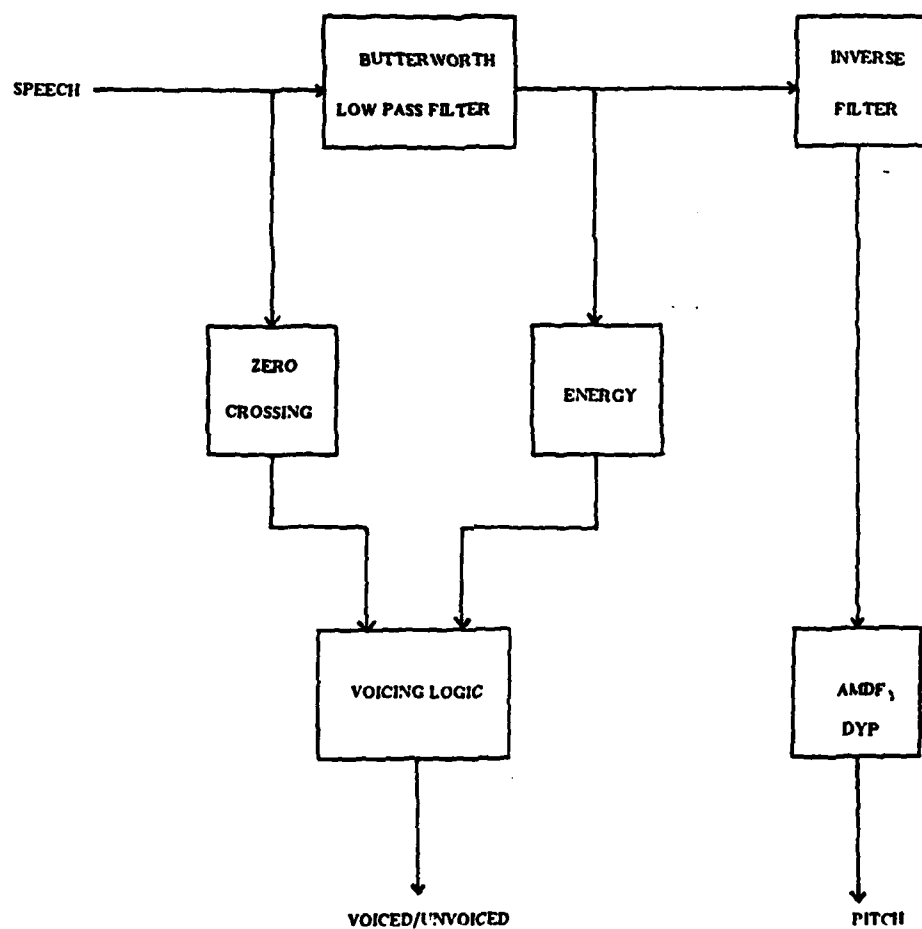 SPEECH
BUTTERWORTH
LOW PASS FILTER
INVERSE
FILTER
ZERO
CROSSING
ENERGY
VOICING LOGIC
AMDF,
DYP
VOICED/UNVOICED
PITCH